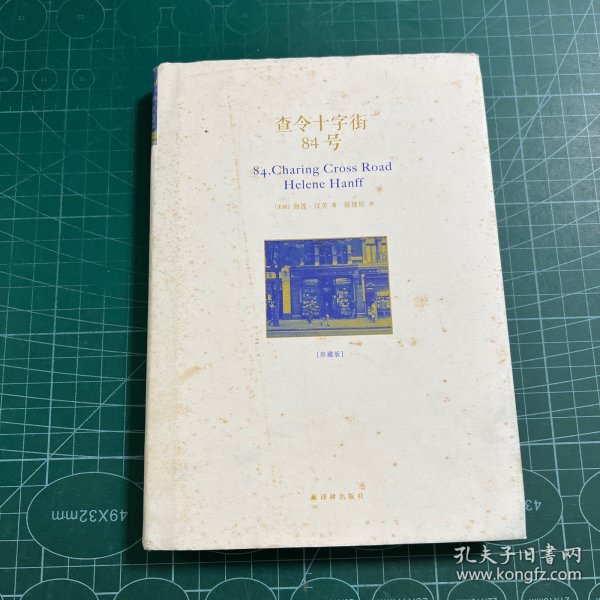 查令十字街
84 号
84, Charing Cross Road
Helene Hanff
[美国] 海莲·汉芙 著 陈建铭 译
[珍藏版]
译林出版社
49X32mm
孔夫子旧书网
www.kongfz.com